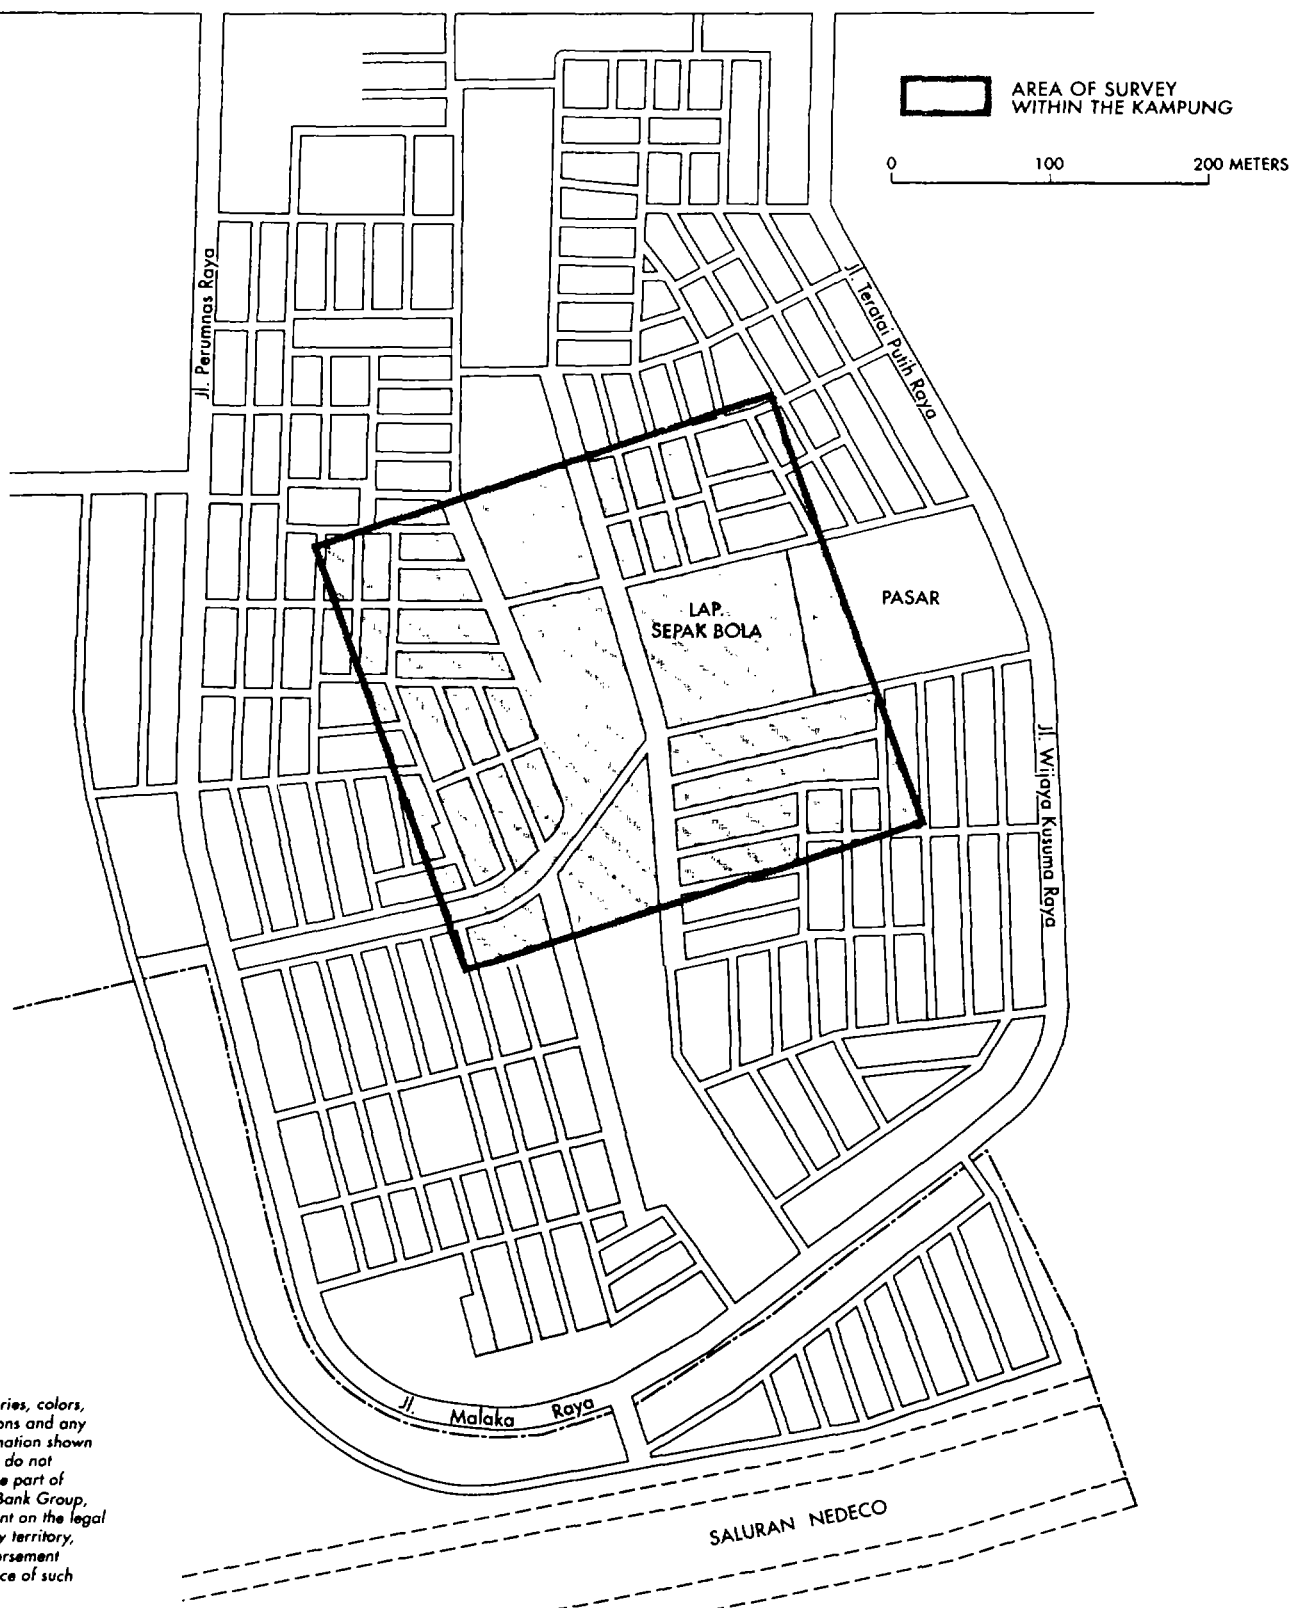 AREA OF SURVEY
WITHIN THE KAMPUNG
0 100 200 METERS
Jl. Perumnas Raya
Jl. Teratai Putih Raya
LAP.
SEPAK BOLA
PASAR
Jl. Wijaya Kusuma Raya
Jl. Malaka Raya
SALURAN NEDECO
ries, colors,
ons and any
nation shown
do not
e part of
Bank Group,
nt on the legal
y territory,
rsement
ce of such